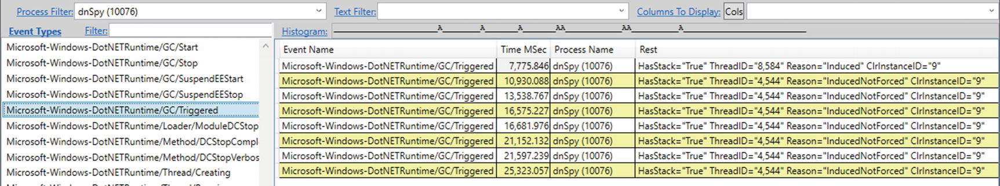 Process Filter: dnSpy (10076) Text Filter: Columns To Display: Cols
Event Types Filter: Histogram: A A A AA AA A
Microsoft-Windows-DotNETRuntime/GC/Start
Microsoft-Windows-DotNETRuntime/GC/Stop
Microsoft-Windows-DotNETRuntime/GC/SuspendEEStart
Microsoft-Windows-DotNETRuntime/GC/SuspendEEStop
Microsoft-Windows-DotNETRuntime/GC/Triggered
Microsoft-Windows-DotNETRuntime/Loader/ModuleDCStop
Microsoft-Windows-DotNETRuntime/Method/DCStopCompl
Microsoft-Windows-DotNETRuntime/Method/DCStopVerbos
Microsoft-Windows-DotNETRuntime/Thread/Creating
Event Name Time MSec Process Name Rest
Microsoft-Windows-DotNETRuntime/GC/Triggered 7,775.846 dnSpy (10076) HasStack="True" ThreadID="8,584" Reason="Induced" ClrInstanceID="9"
Microsoft-Windows-DotNETRuntime/GC/Triggered 10,930.088 dnSpy (10076) HasStack="True" ThreadID="4,544" Reason="InducedNotForced" ClrInstanceID="9"
Microsoft-Windows-DotNETRuntime/GC/Triggered 13,538.767 dnSpy (10076) HasStack="True" ThreadID="4,544" Reason="InducedNotForced" ClrInstanceID="9"
Microsoft-Windows-DotNETRuntime/GC/Triggered 16,575.227 dnSpy (10076) HasStack="True" ThreadID="4,544" Reason="InducedNotForced" ClrInstanceID="9"
Microsoft-Windows-DotNETRuntime/GC/Triggered 16,681.976 dnSpy (10076) HasStack="True" ThreadID="4,544" Reason="InducedNotForced" ClrInstanceID="9"
Microsoft-Windows-DotNETRuntime/GC/Triggered 21,152.132 dnSpy (10076) HasStack="True" ThreadID="4,544" Reason="InducedNotForced" ClrInstanceID="9"
Microsoft-Windows-DotNETRuntime/GC/Triggered 21,597.239 dnSpy (10076) HasStack="True" ThreadID="4,544" Reason="InducedNotForced" ClrInstanceID="9"
Microsoft-Windows-DotNETRuntime/GC/Triggered 25,323.057 dnSpy (10076) HasStack="True" ThreadID="4,544" Reason="InducedNotForced" ClrInstanceID="9"